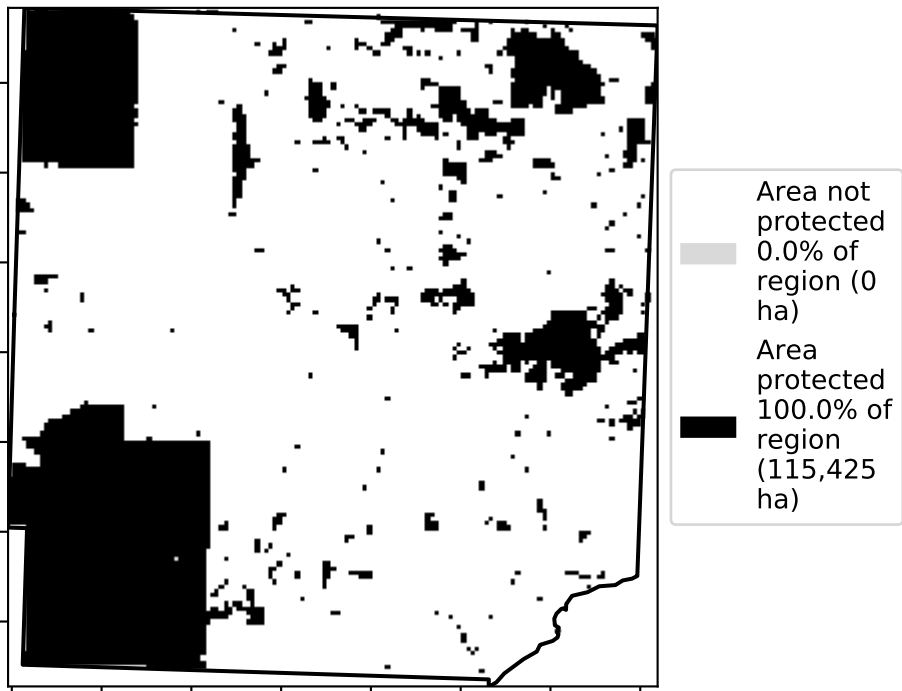 Area not
protected
0.0% of
region (0
ha)
Area
protected
100.0% of
region
(115,425
ha)